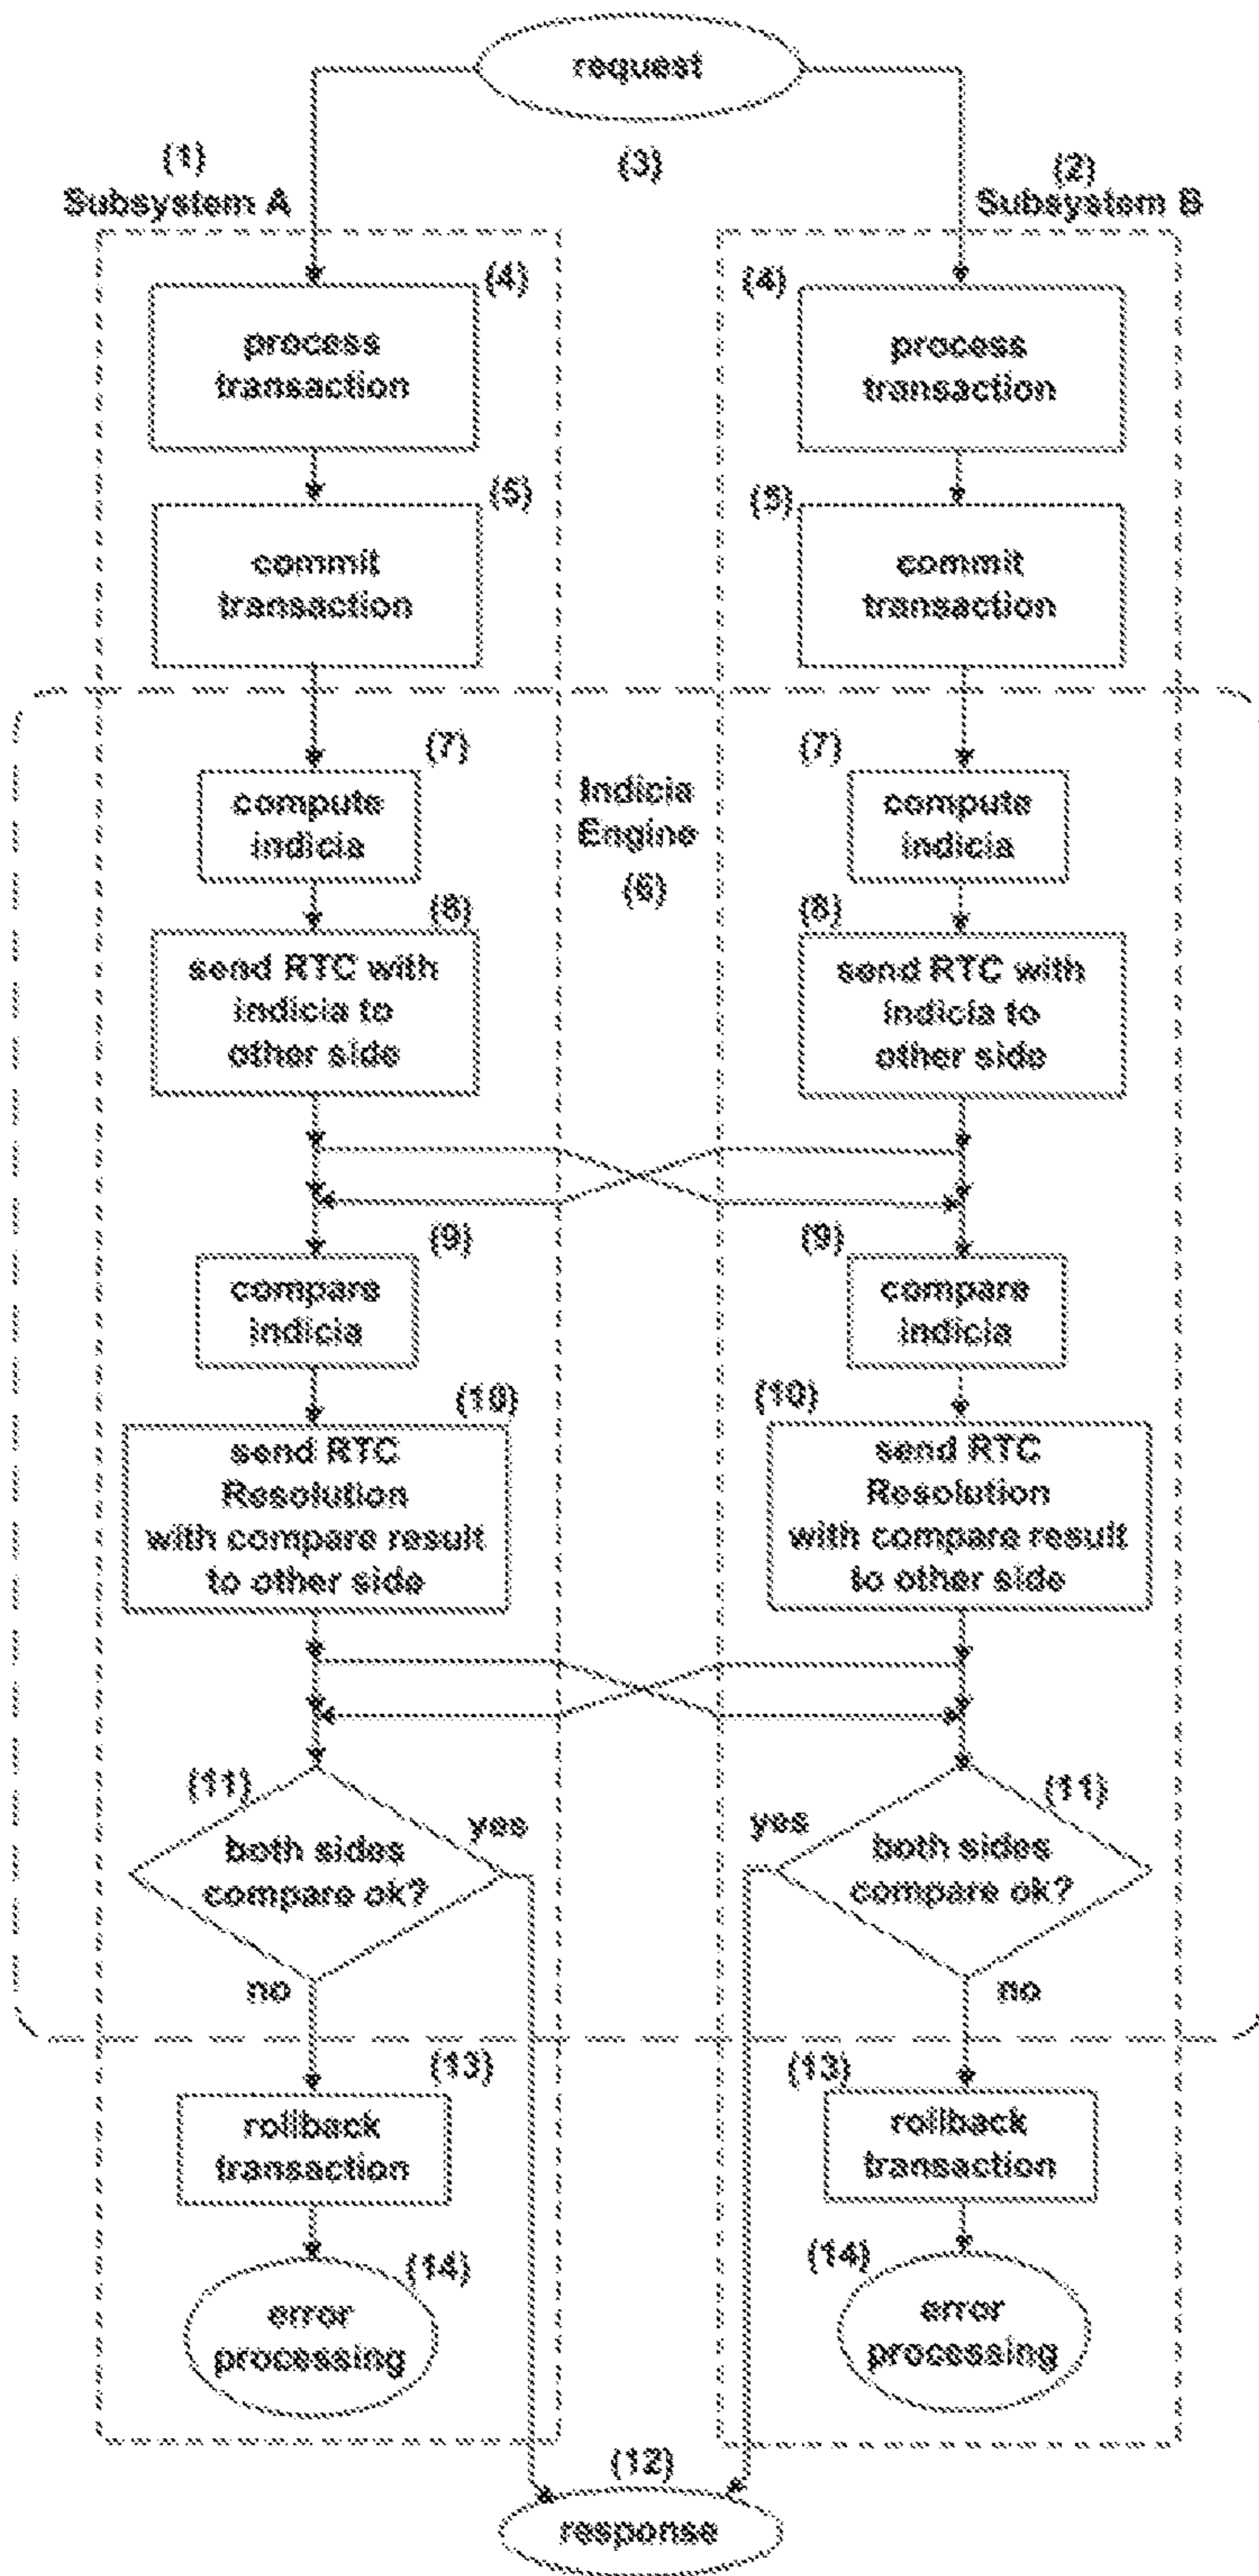 request
(3)
(1)
Subsystem A
(2)
Subsystem B
(4)
process
transaction
(5)
commit
transaction
(4)
process
transaction
(5)
commit
transaction
Indicia
Engine
(6)
(7)
compute
indicia
(8)
send RTC with
indicia to
other side
(7)
compute
indicia
(8)
send RTC with
indicia to
other side
(9)
compare
indicia
(10)
send RTC
Resolution
with compare result
to other side
(9)
compare
indicia
(10)
send RTC
Resolution
with compare result
to other side
(11)
both sides
compare ok?
yes
no
(11)
both sides
compare ok?
yes
no
(13)
rollback
transaction
(14)
error
processing
(13)
rollback
transaction
(14)
error
processing
(12)
response